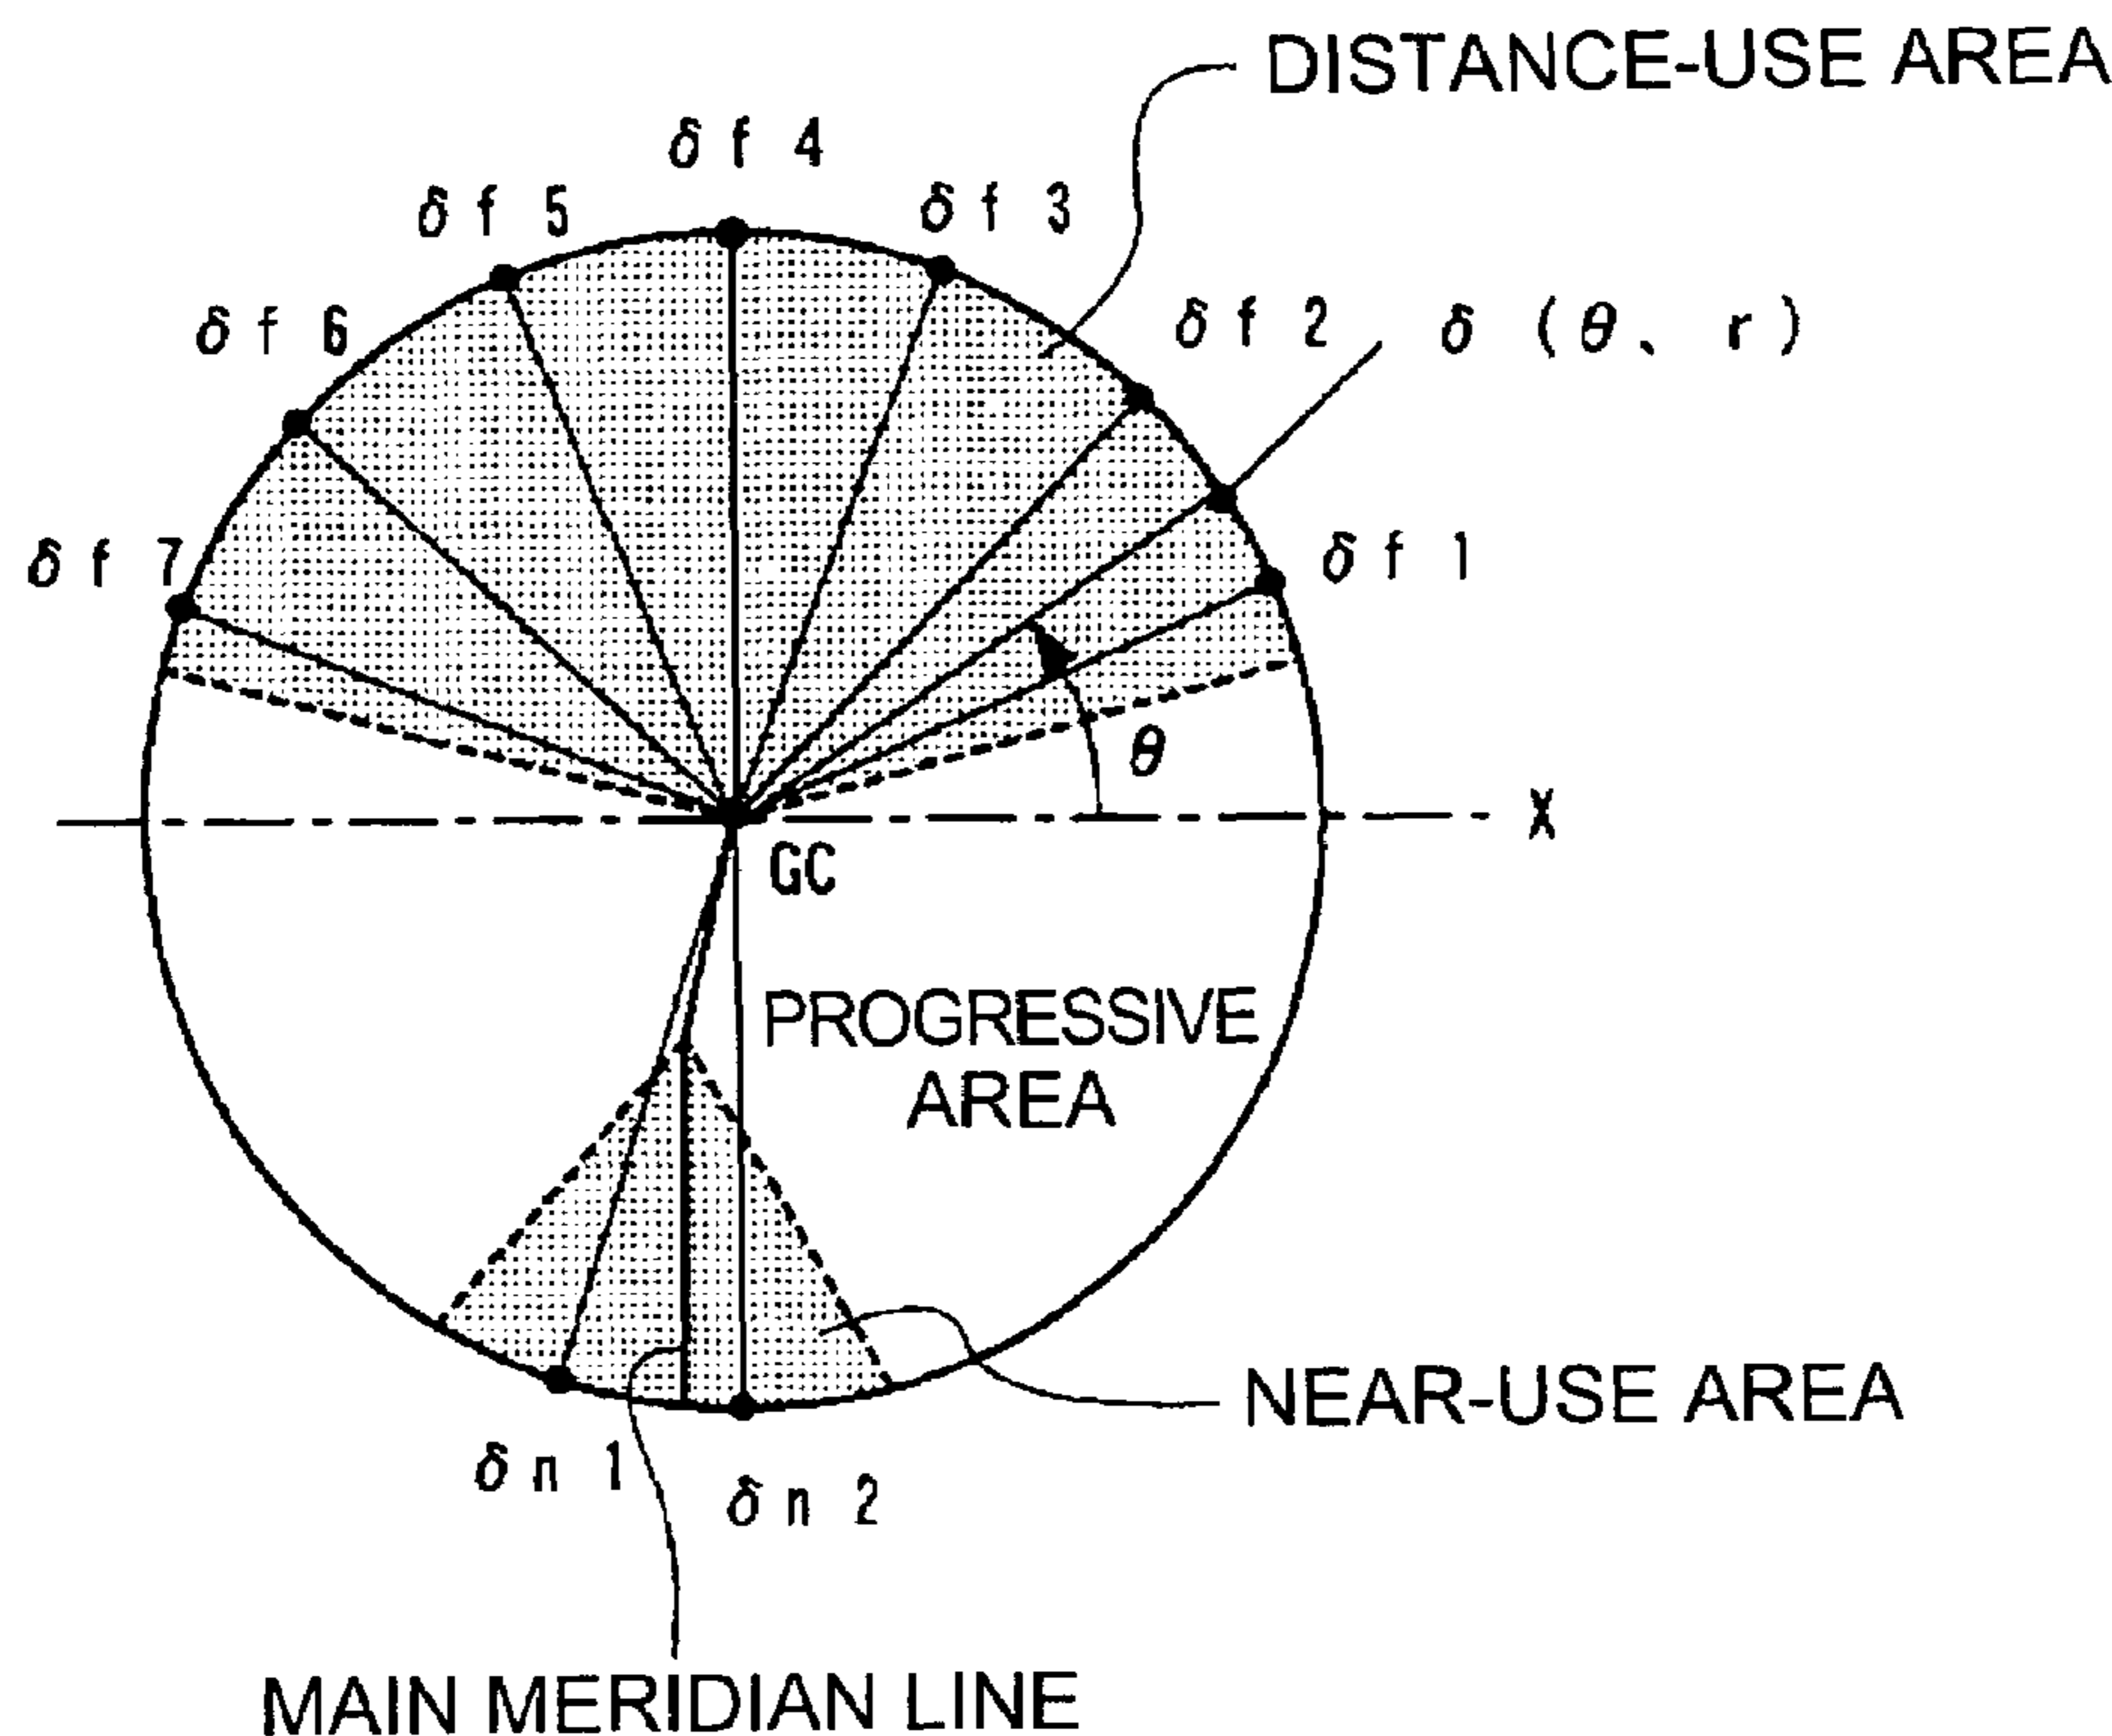 DISTANCE-USE AREA
δ f 4
δ f 5
δ f 3
δ f 6
δ f 2
δ (θ、 r)
δ f 7
δ f 1
θ
X
GC
PROGRESSIVE
AREA
NEAR-USE AREA
δ n 1
δ n 2
MAIN MERIDIAN LINE